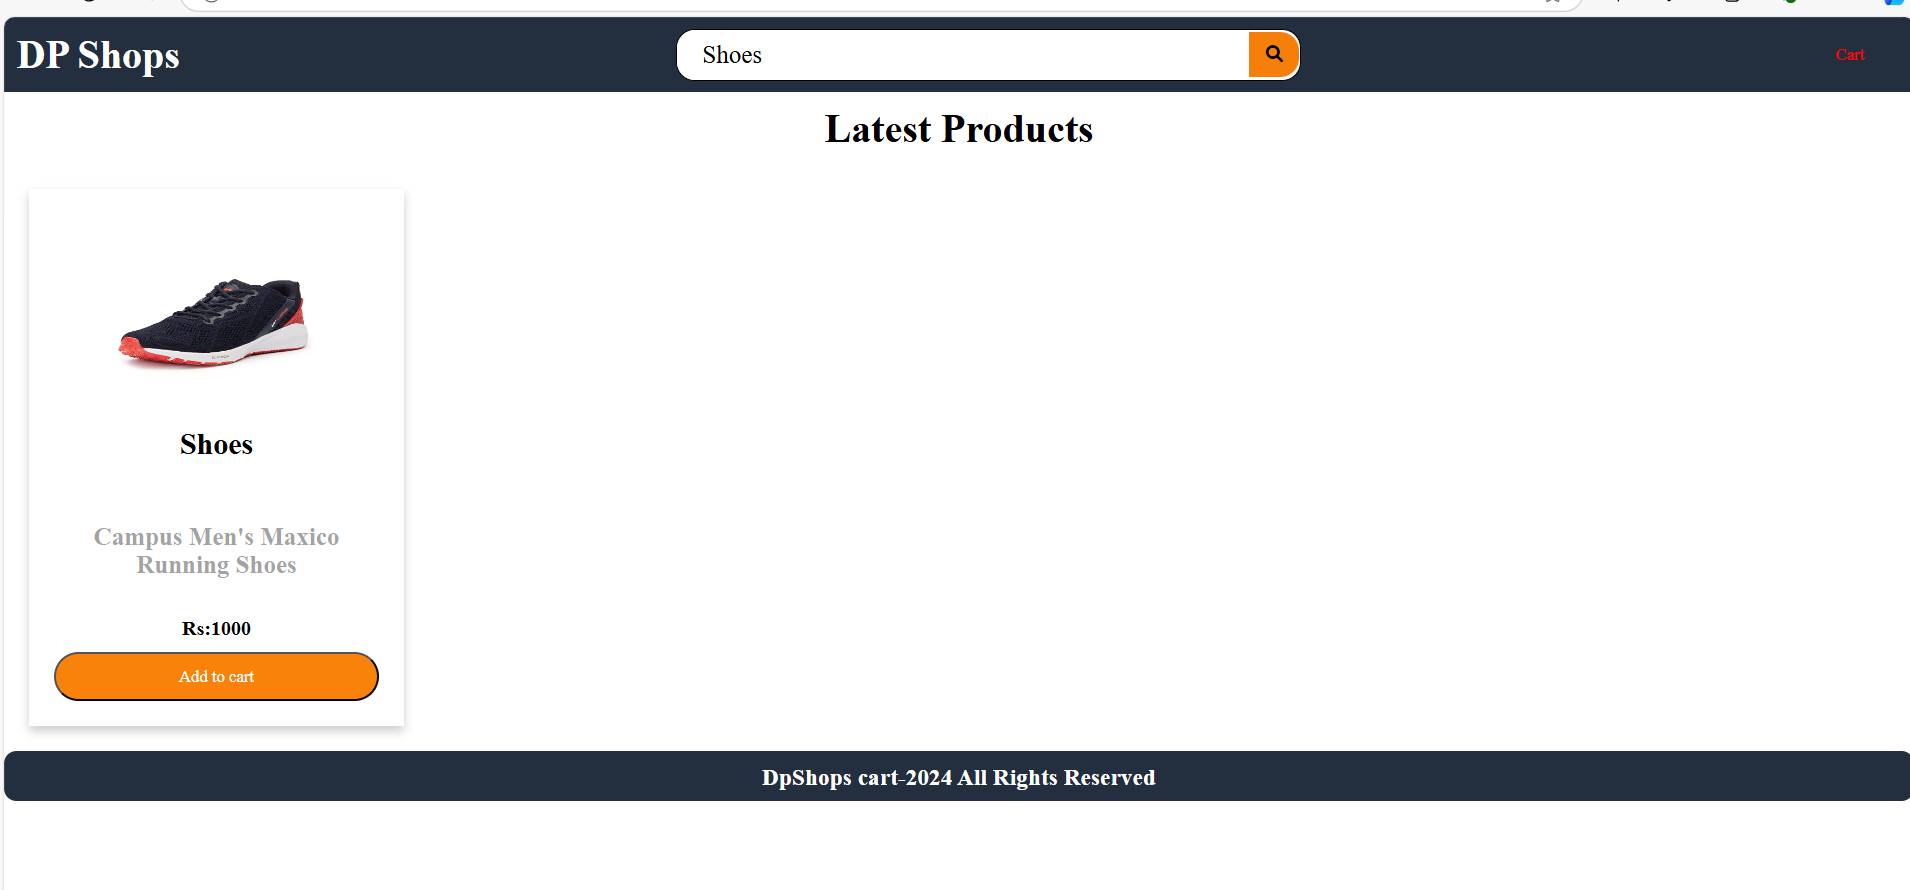 DP Shops
Shoes
Cart
Latest Products
Shoes
Campus Men's Maxico
Running Shoes
Rs:1000
Add to cart
DpShops cart-2024 All Rights Reserved